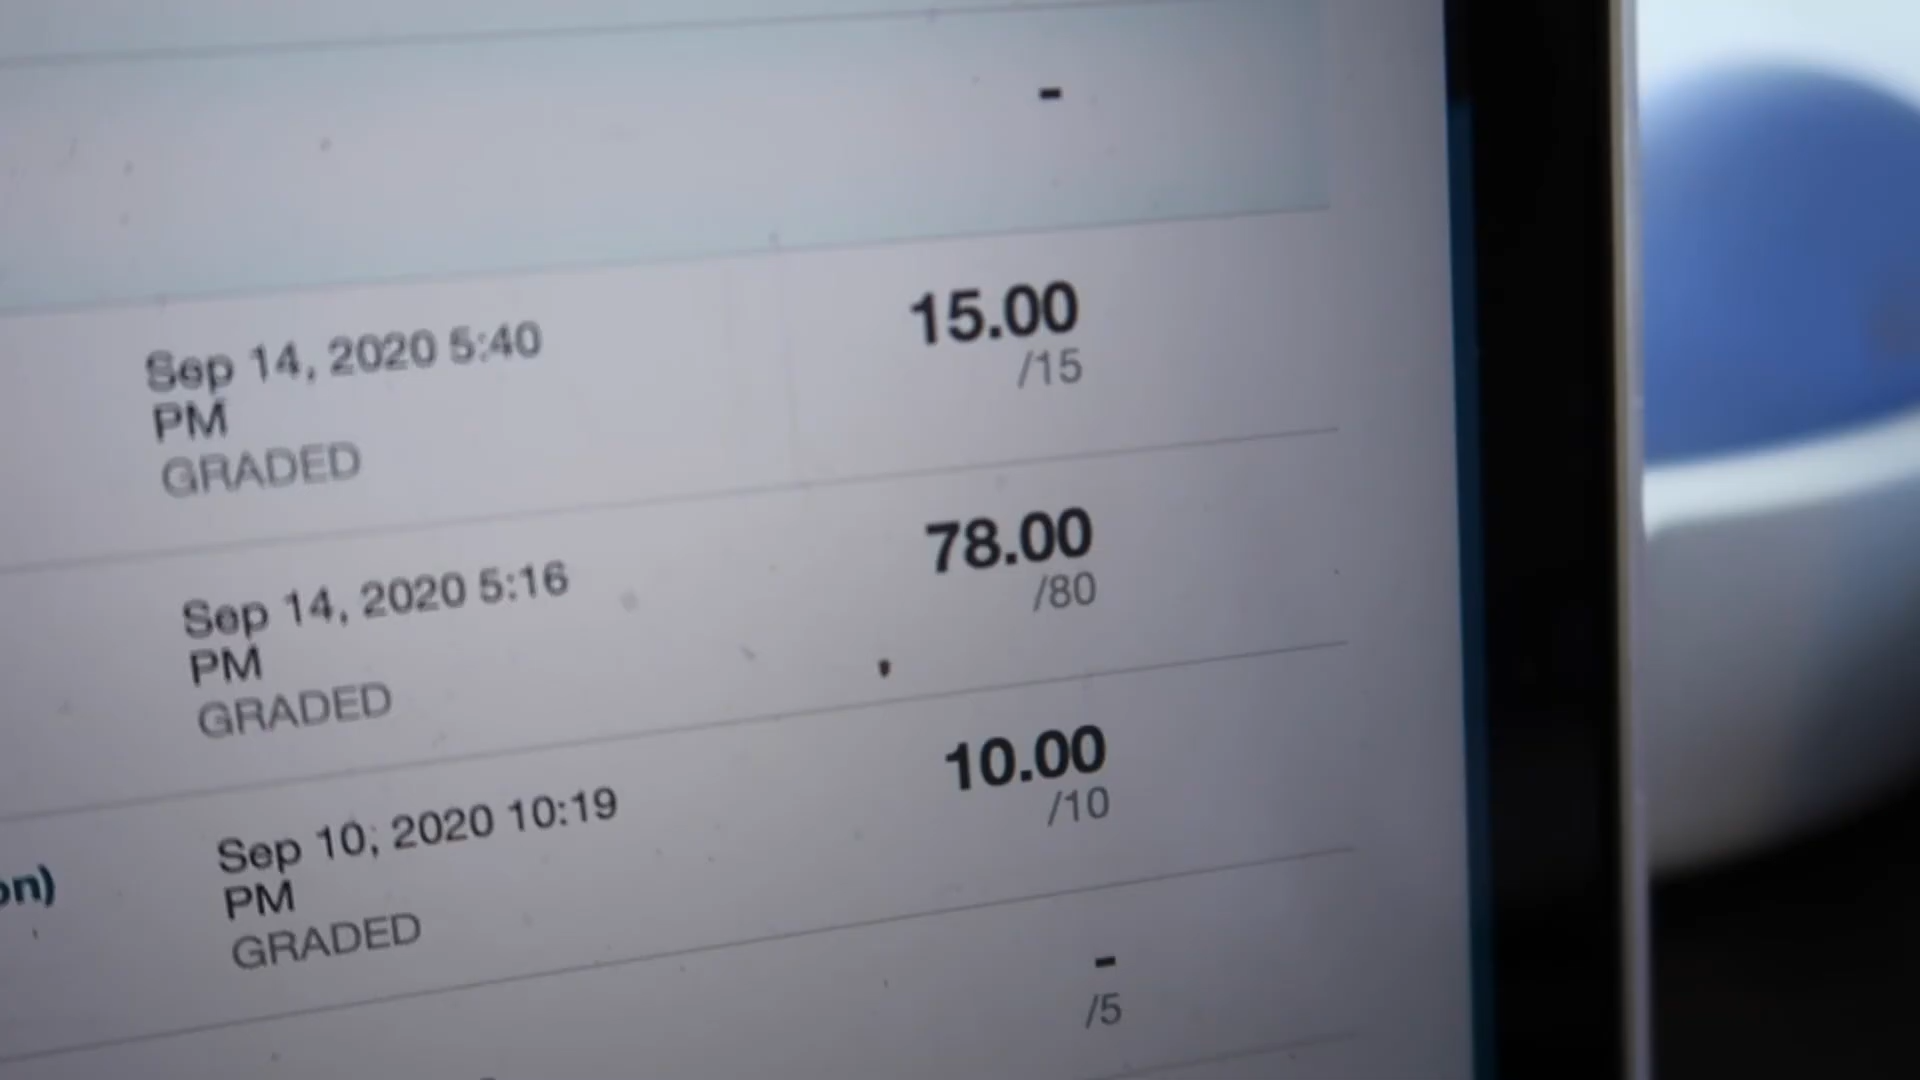 -
15.00
/15
Sep 14, 2020 5:40
PM
GRADED
78.00
/80
Sep 14, 2020 5:16
PM
GRADED
10.00
/10
on)
Sep 10, 2020 10:19
PM
GRADED
-
/5